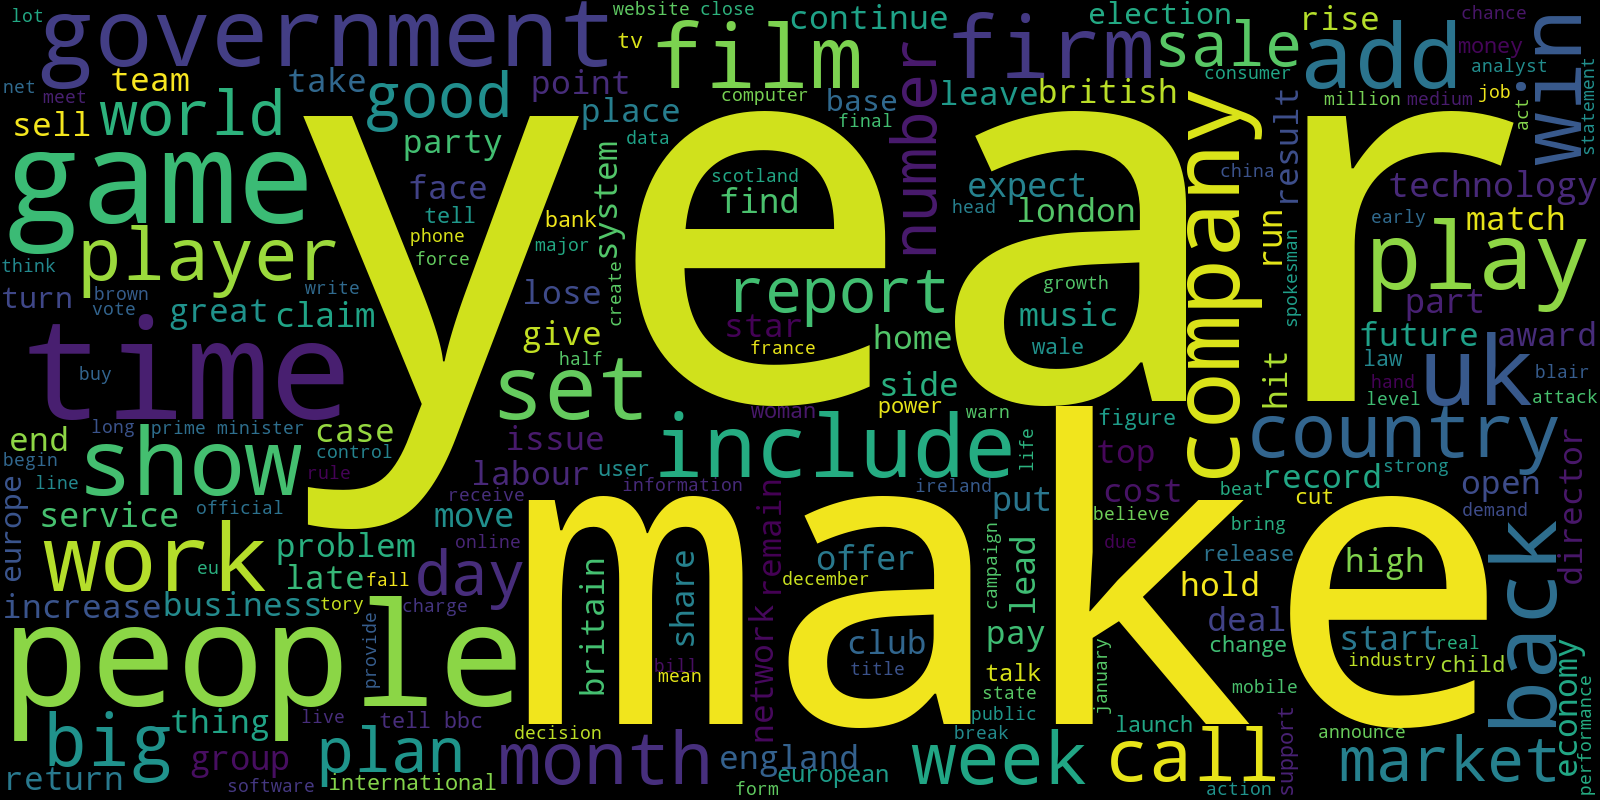 lot
government
website
close
continue
election
rise
chance
tv
film
firm
sale
add
money
win
net
meet
team
take
good
point
computer
base
number
leave
british
consumer
analyst
statement
sell
world
place
final
million
medium
job
act
game
party
data
year
company
result
technology
face
system
scotland
find
expect
head
london
china
run
early
match
player
tell
bank
phone
major
force
spokesman
play
think
turn
brown
vote
write
great
claim
lose
create
report
growth
part
time
give
star
france
home
music
wale
hit
future
award
buy
half
set
side
law
uk
blair
hand
level
attack
long
prime minister
case
woman
power
warn
figure
country
end
show
control
issue
include
life
top
begin
line
rule
labour
user
information
ireland
record
strong
director
europe
service
official
receive
move
make
put
cost
beat
cut
open
demand
believe
bring
work
problem
online
remain
offer
campaign
due
release
high
back
eu
late
fall
day
britain
share
december
lead
hold
increase
business
tory
charge
network
people
provide
club
pay
deal
change
start
real
bill
mean
title
talk
january
industry
child
economy
state
mobile
big
thing
live
tell bbc
decision
public
launch
support
announce
performance
group
plan
month
england
break
week
call
market
return
software
international
form
european
action